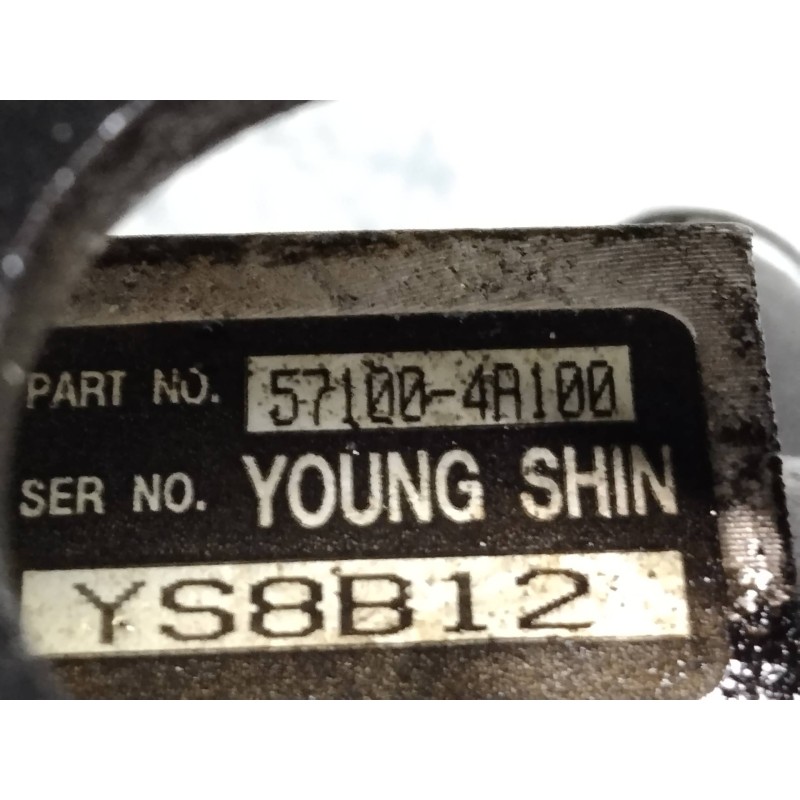 PART NO. 57100-4A100
SER NO. YOUNG SHIN
YS8B12